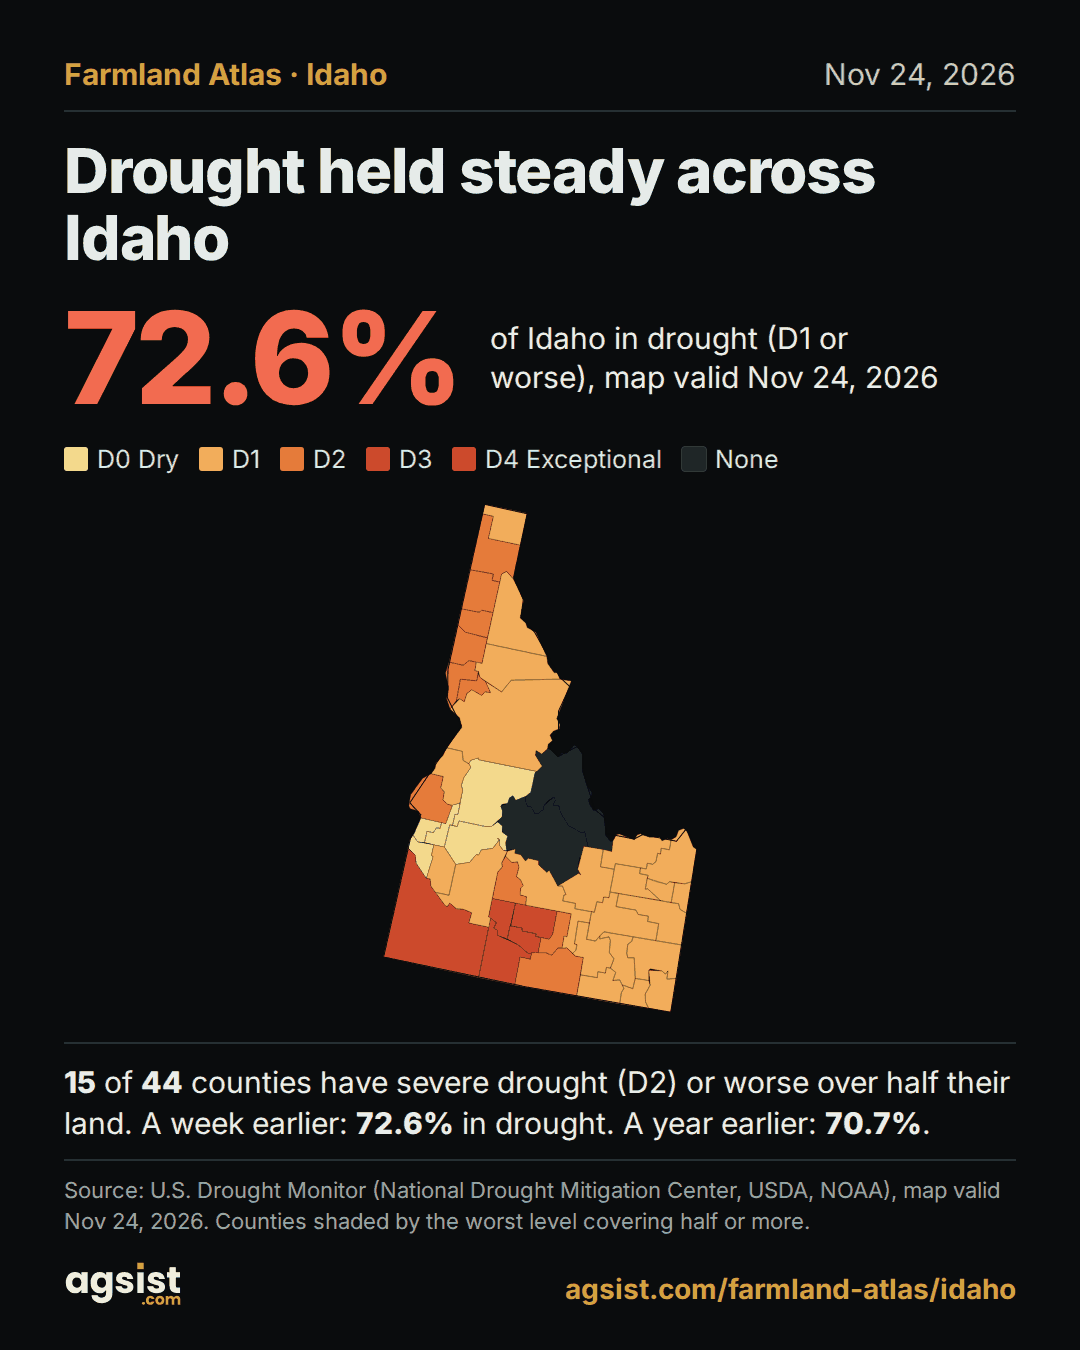 Farmland Atlas · Idaho
Nov 24, 2026
Drought held steady across
Idaho
72.6%
of Idaho in drought (D1 or
worse), map valid Nov 24, 2026
D0 Dry D1 D2 D3 D4 Exceptional None
15 of 44 counties have severe drought (D2) or worse over half their
land. A week earlier: 72.6% in drought. A year earlier: 70.7%.
Source: U.S. Drought Monitor (National Drought Mitigation Center, USDA, NOAA), map valid
Nov 24, 2026. Counties shaded by the worst level covering half or more.
agsist
.com
agsist.com/farmland-atlas/idaho